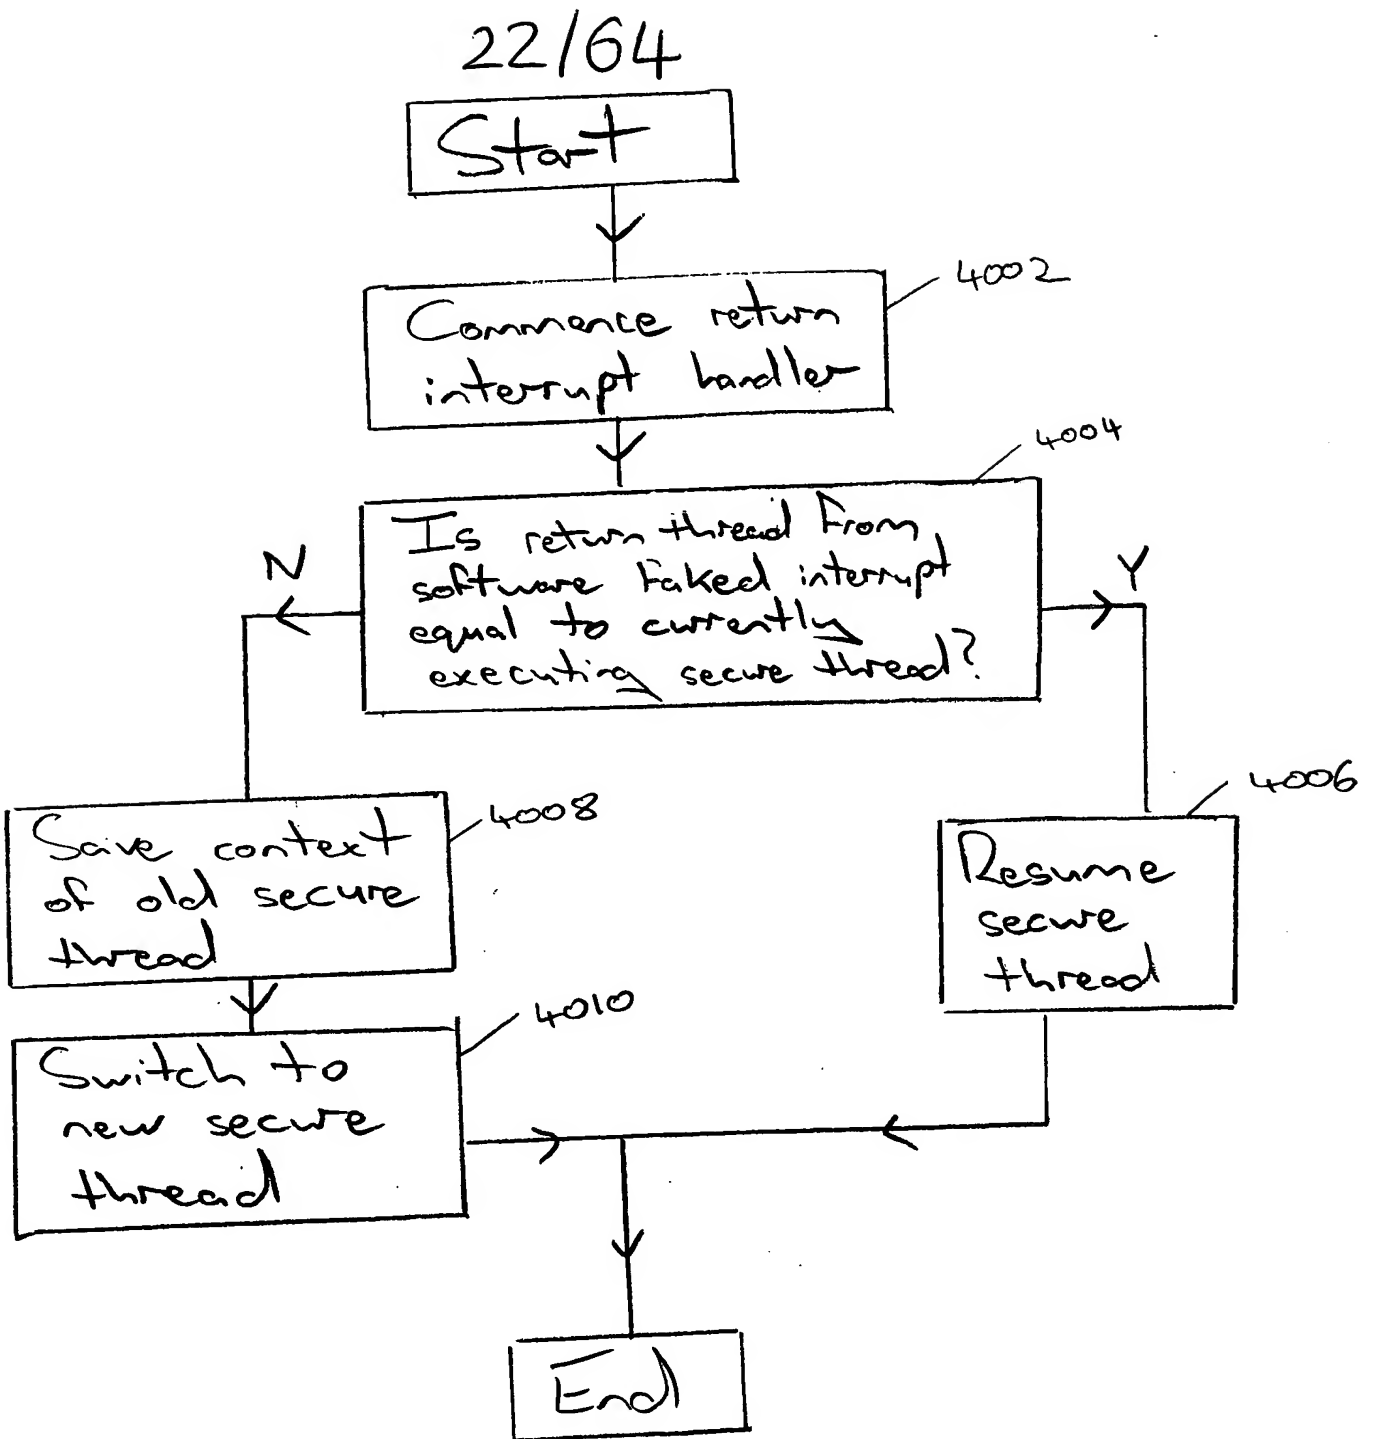 22/64
Start
4002
Commence return
interrupt handler
4004
Is return thread from
software faked interrupt
equal to currently
executing secure thread?
N
Y
4008
Save context
of old secure
thread
4006
Resume
secure
thread
4010
Switch to
new secure
thread
End